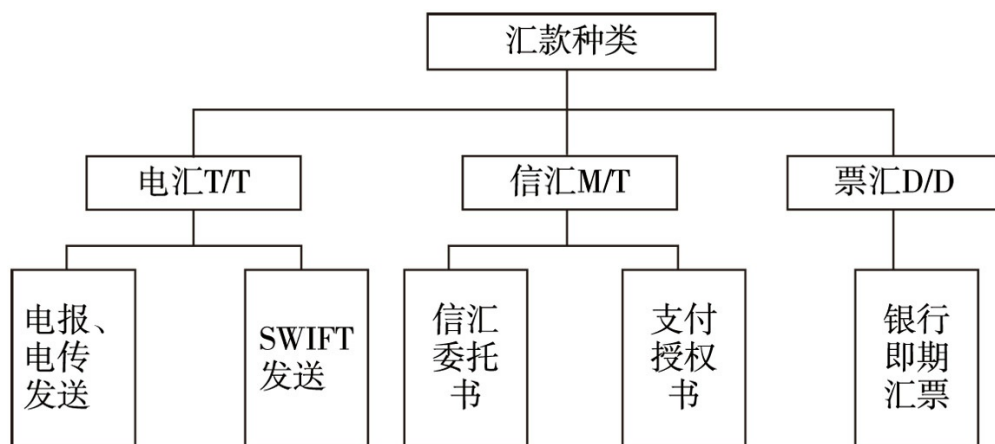 汇款种类
电汇T/T
信汇M/T
票汇D/D
电报、
电传
发送
SWIFT
发送
信汇
委托
书
支付
授权
书
银行
即期
汇票